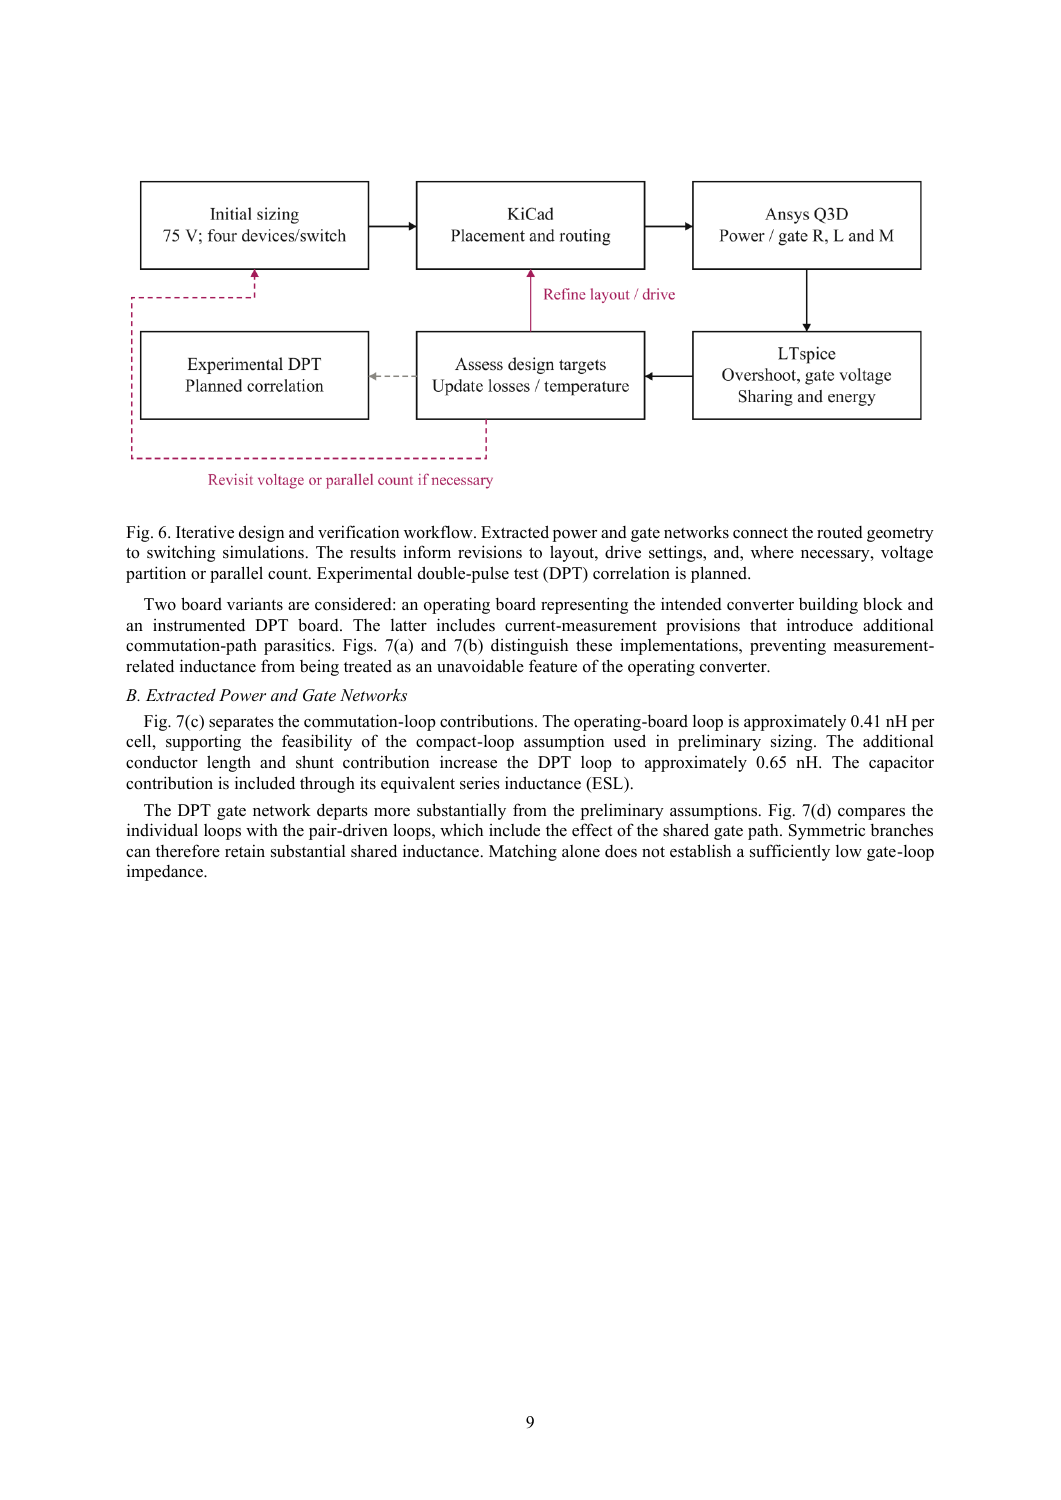 Initial sizing
75 V; four devices/switch
KiCad
Placement and routing
Ansys Q3D
Power / gate R, L and M
Refine layout / drive
Experimental DPT
Planned correlation
Assess design targets
Update losses / temperature
LTspice
Overshoot, gate voltage
Sharing and energy
Revisit voltage or parallel count if necessary
Fig. 6. Iterative design and verification workflow. Extracted power and gate networks connect the routed geometry
to switching simulations. The results inform revisions to layout, drive settings, and, where necessary, voltage
partition or parallel count. Experimental double-pulse test (DPT) correlation is planned.
Two board variants are considered: an operating board representing the intended converter building block and
an instrumented DPT board. The latter includes current-measurement provisions that introduce additional
commutation-path parasitics. Figs. 7(a) and 7(b) distinguish these implementations, preventing measurement-
related inductance from being treated as an unavoidable feature of the operating converter.
B. Extracted Power and Gate Networks
Fig. 7(c) separates the commutation-loop contributions. The operating-board loop is approximately 0.41 nH per
cell, supporting the feasibility of the compact-loop assumption used in preliminary sizing. The additional
conductor length and shunt contribution increase the DPT loop to approximately 0.65 nH. The capacitor
contribution is included through its equivalent series inductance (ESL).
The DPT gate network departs more substantially from the preliminary assumptions. Fig. 7(d) compares the
individual loops with the pair-driven loops, which include the effect of the shared gate path. Symmetric branches
can therefore retain substantial shared inductance. Matching alone does not establish a sufficiently low gate-loop
impedance.
9